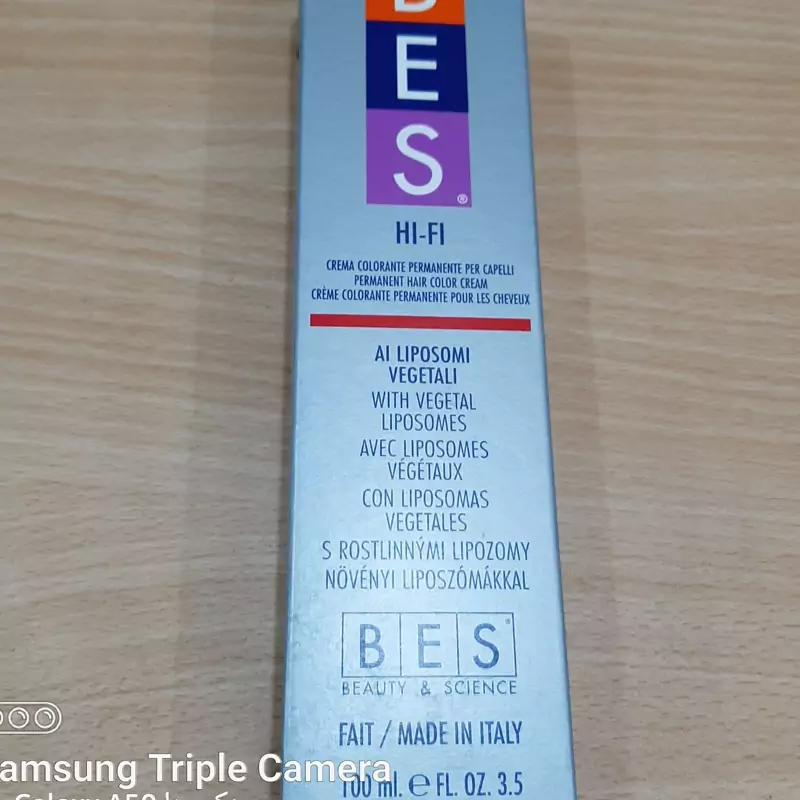 BES®
HI-FI
CREMA COLORANTE PERMANENTE PER CAPELLI
PERMANENT HAIR COLOR CREAM
CRÈME COLORANTE PERMANENTE POUR LES CHEVEUX
AI LIPOSOMI
VEGETALI
WITH VEGETAL
LIPOSOMES
AVEC LIPOSOMES
VÉGÉTAUX
CON LIPOSOMAS
VEGETALES
S ROSTLINNÝMI LIPOZOMY
NÖVÉNYI LIPOSZÓMÁKKAL
BES®
BEAUTY & SCIENCE
FAIT / MADE IN ITALY
100 ml. e FL. OZ. 3.5
amsung Triple Camera